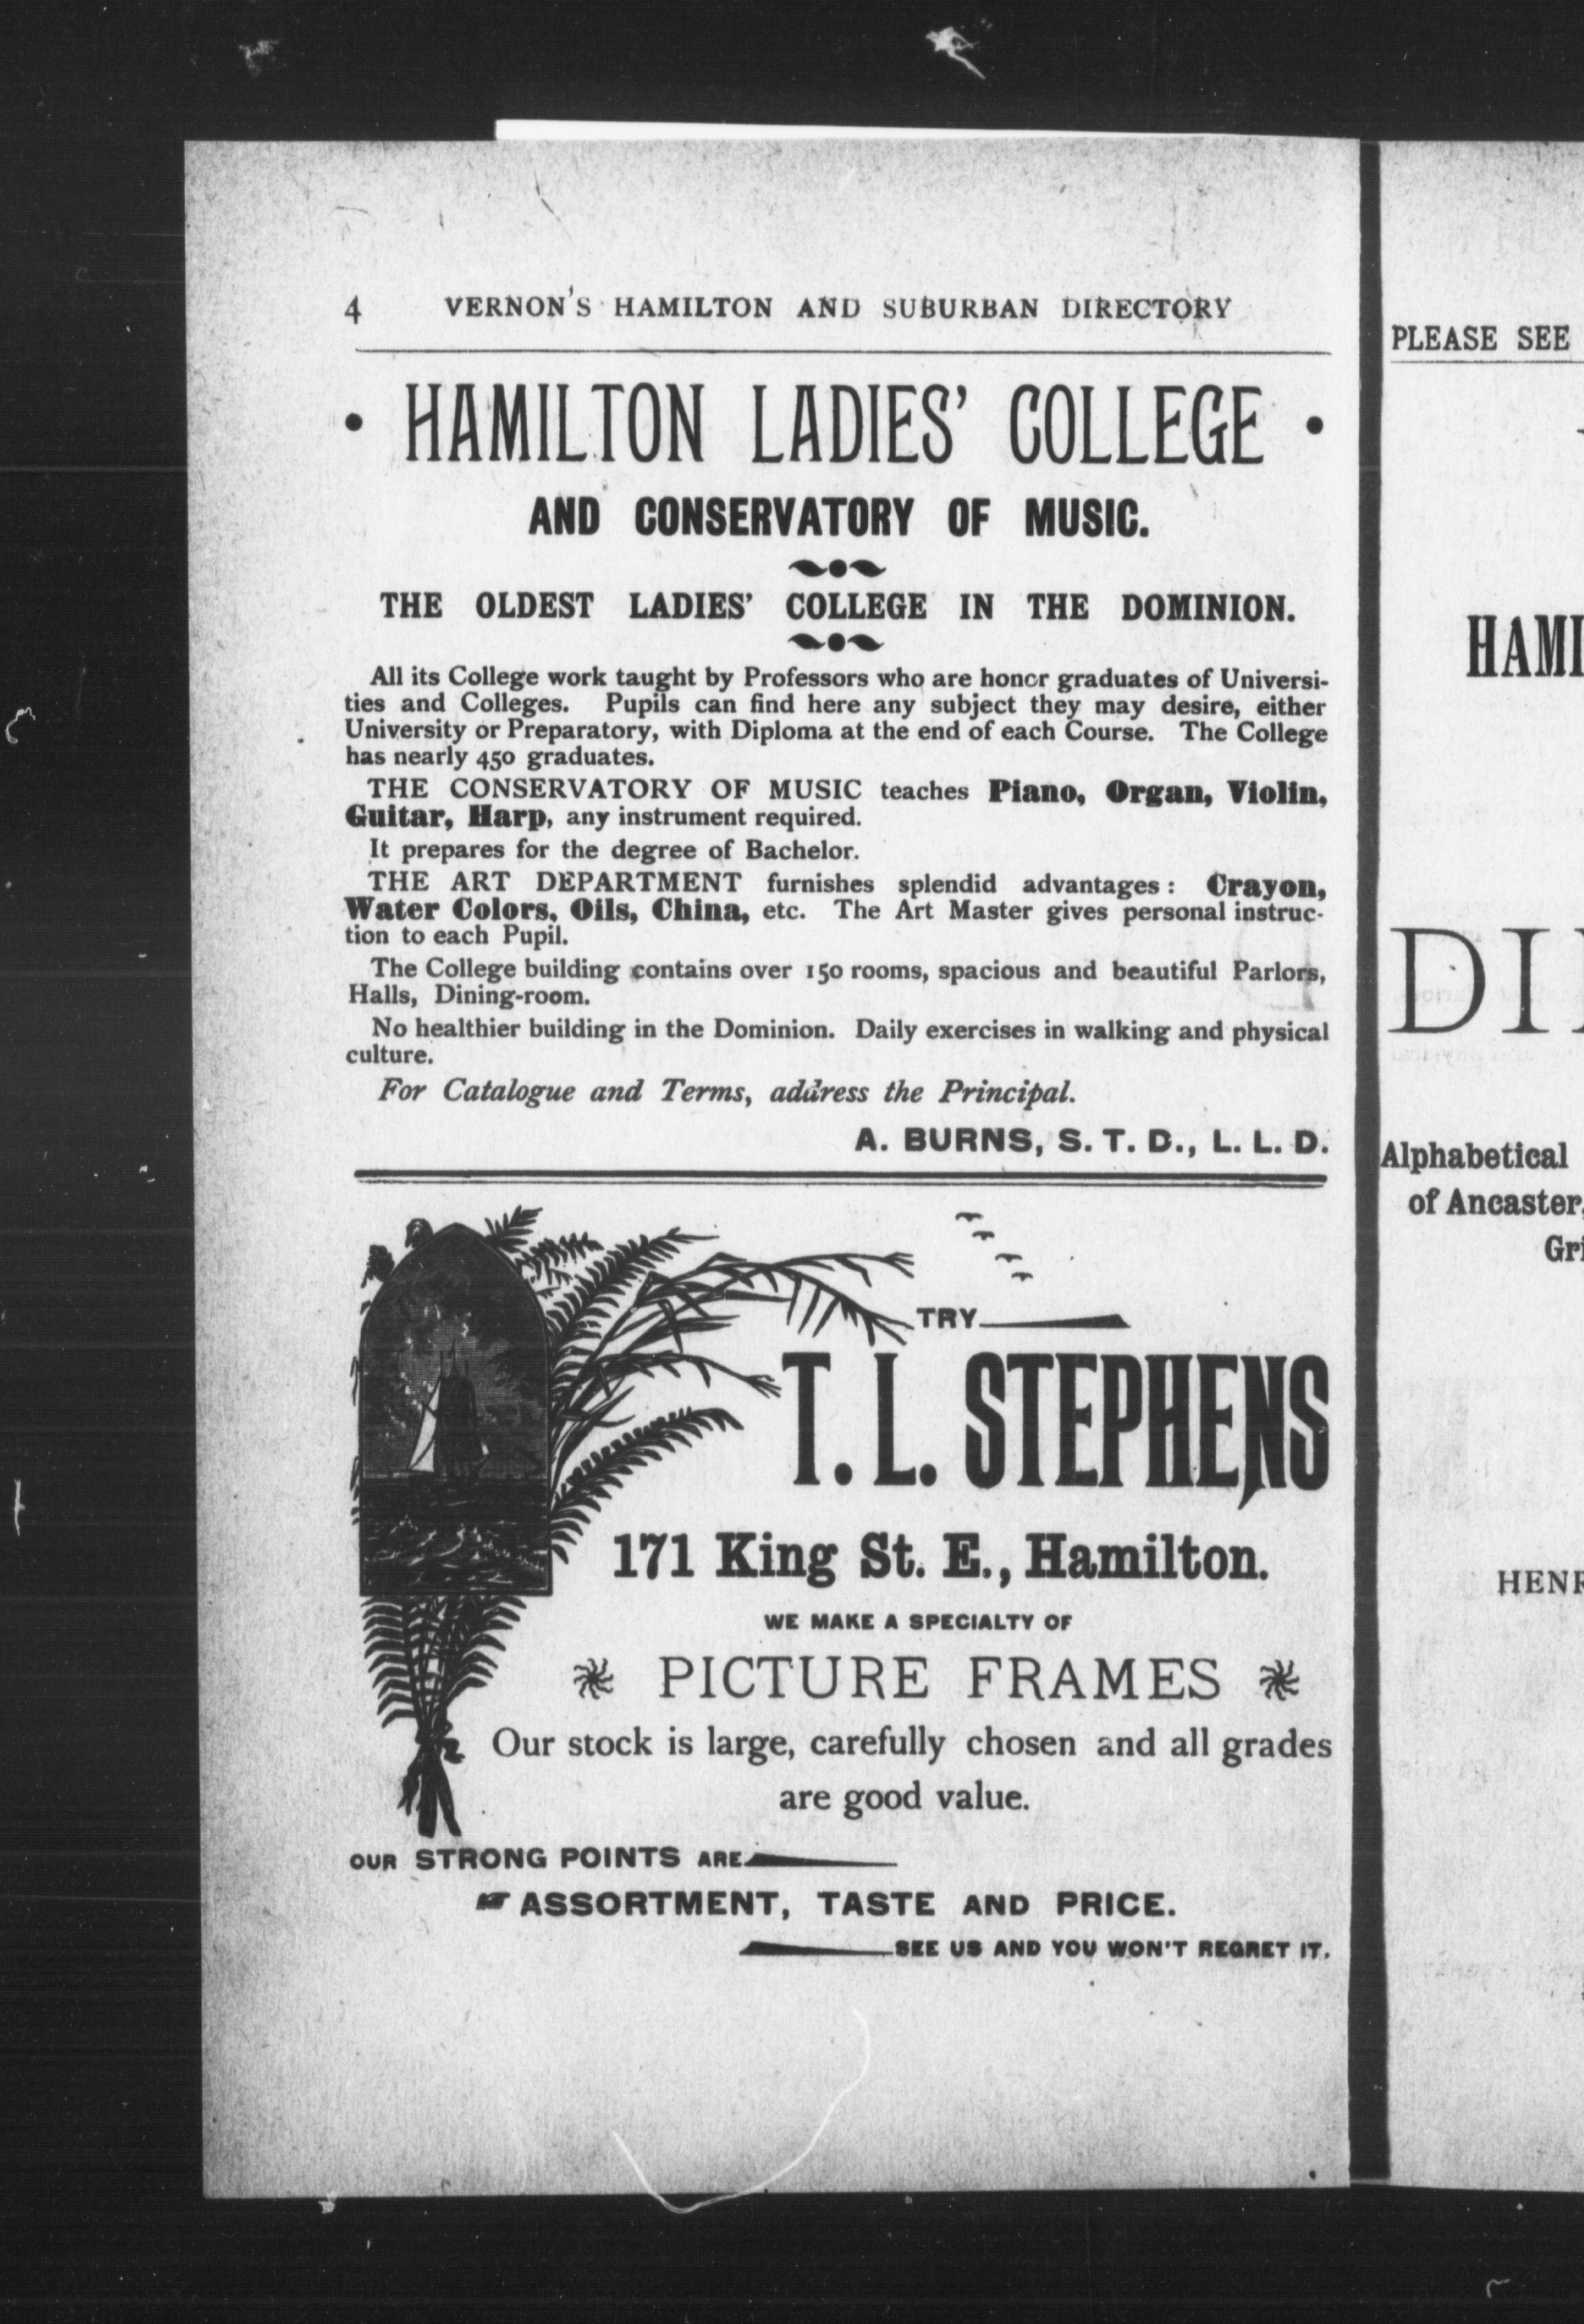 4 VERNON'S HAMILTON AND SUBURBAN DIRECTORY
• HAMILTON LADIES' COLLEGE •
AND CONSERVATORY OF MUSIC.
THE OLDEST LADIES' COLLEGE IN THE DOMINION.
All its College work taught by Professors who are honor graduates of Universi-
ties and Colleges. Pupils can find here any subject they may desire, either
University or Preparatory, with Diploma at the end of each Course. The College
has nearly 450 graduates.
THE CONSERVATORY OF MUSIC teaches Piano, Organ, Violin,
Guitar, Harp, any instrument required.
It prepares for the degree of Bachelor.
THE ART DEPARTMENT furnishes splendid advantages: Crayon,
Water Colors, Oils, China, etc. The Art Master gives personal instruc-
tion to each Pupil.
The College building contains over 150 rooms, spacious and beautiful Parlors,
Halls, Dining-room.
No healthier building in the Dominion. Daily exercises in walking and physical
culture.
For Catalogue and Terms, address the Principal.
A. BURNS, S. T. D., L. L. D.
TRY
T. L. STEPHENS
171 King St. E., Hamilton.
WE MAKE A SPECIALTY OF
PICTURE FRAMES
Our stock is large, carefully chosen and all grades
are good value.
OUR STRONG POINTS ARE
☛ ASSORTMENT, TASTE AND PRICE.
SEE US AND YOU WON'T REGRET IT.
PLEASE SEE
HAMI
DI
Alphabetical
of Ancaster,
Gri
HENR